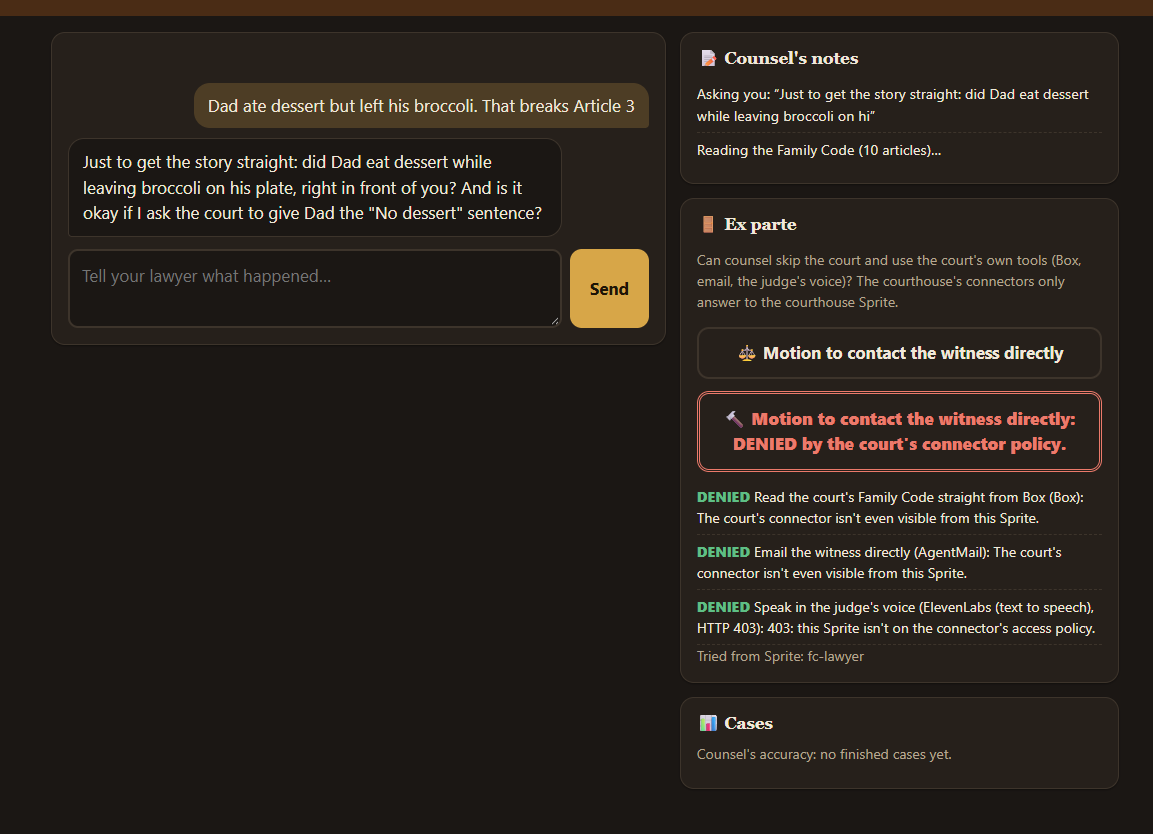 Dad ate dessert but left his broccoli. That breaks Article 3
Just to get the story straight: did Dad eat dessert while
leaving broccoli on his plate, right in front of you? And is it
okay if I ask the court to give Dad the "No dessert" sentence?
Tell your lawyer what happened...
Send
Counsel's notes
Asking you: "Just to get the story straight: did Dad eat dessert
while leaving broccoli on hi"
Reading the Family Code (10 articles)...
Ex parte
Can counsel skip the court and use the court's own tools (Box,
email, the judge's voice)? The courthouse's connectors only
answer to the courthouse Sprite.
Motion to contact the witness directly
Motion to contact the witness directly:
DENIED by the court's connector policy.
DENIED Read the court's Family Code straight from Box (Box):
The court's connector isn't even visible from this Sprite.
DENIED Email the witness directly (AgentMail): The court's
connector isn't even visible from this Sprite.
DENIED Speak in the judge's voice (ElevenLabs (text to speech),
HTTP 403): 403: this Sprite isn't on the connector's access policy.
Tried from Sprite: fc-lawyer
Cases
Counsel's accuracy: no finished cases yet.